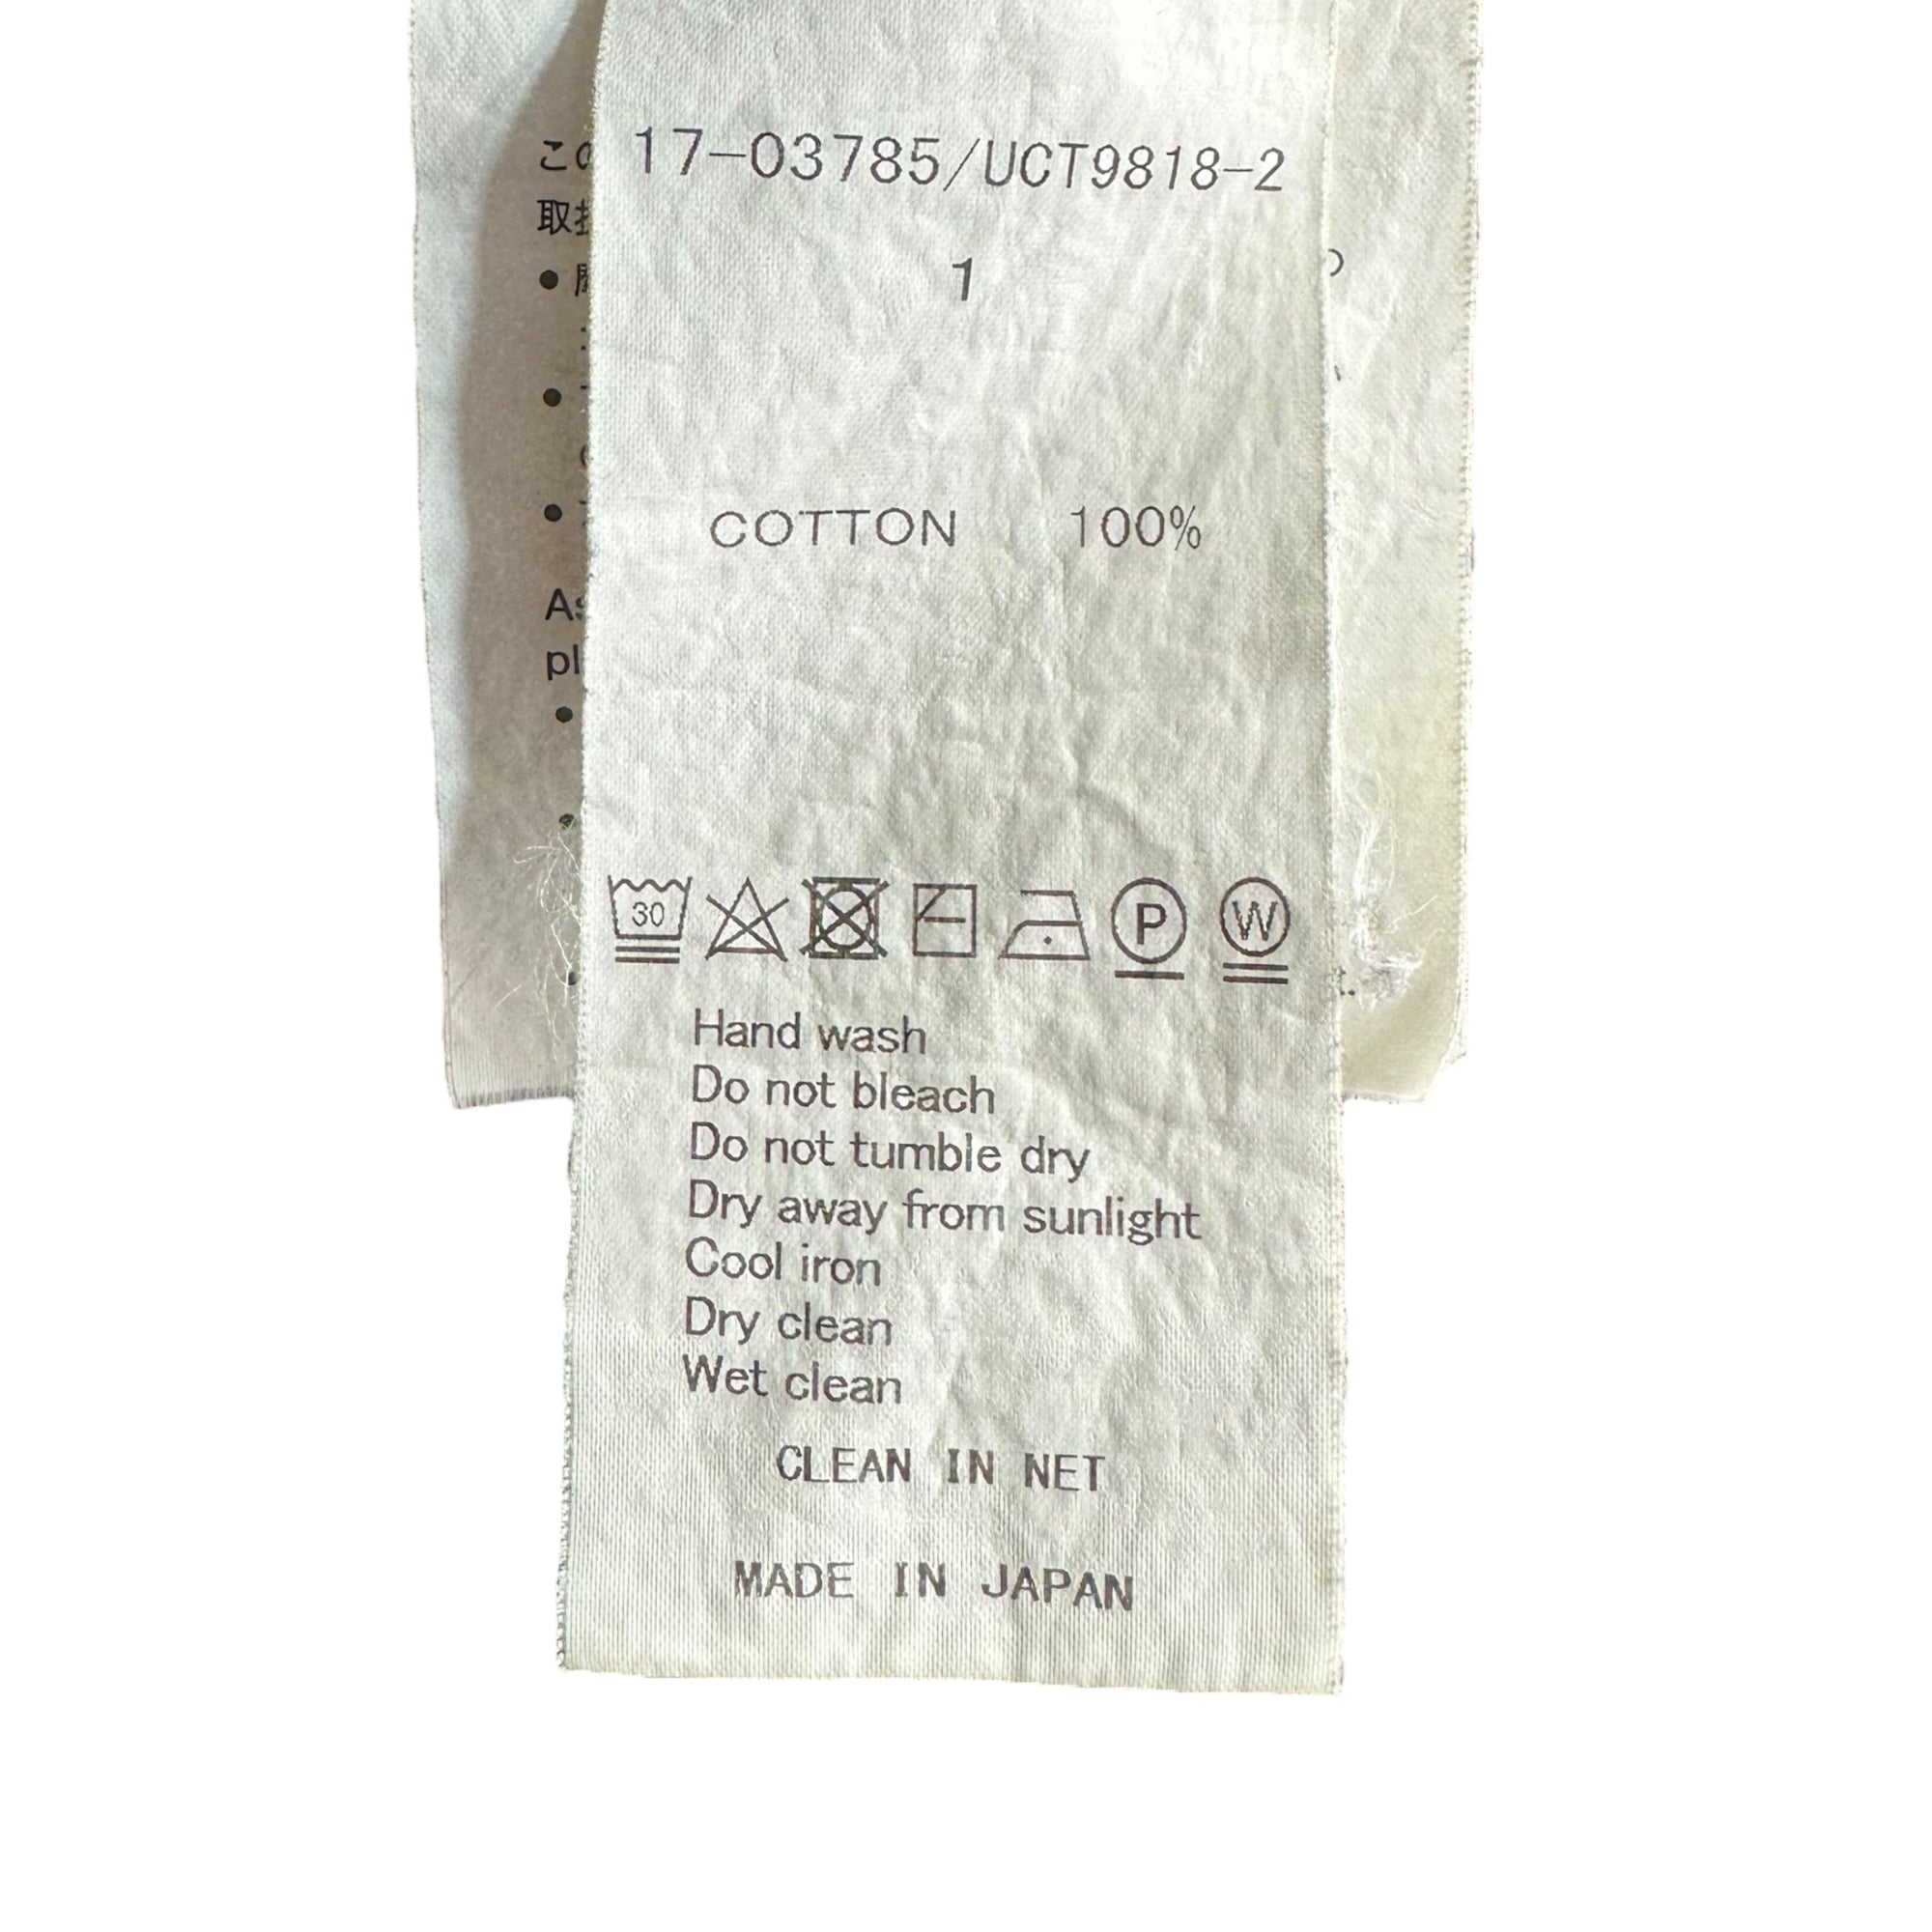 17-03785/UCT9818-2
1
COTTON 100%
30
P
W
Hand wash
Do not bleach
Do not tumble dry
Dry away from sunlight
Cool iron
Dry clean
Wet clean
CLEAN IN NET
MADE IN JAPAN